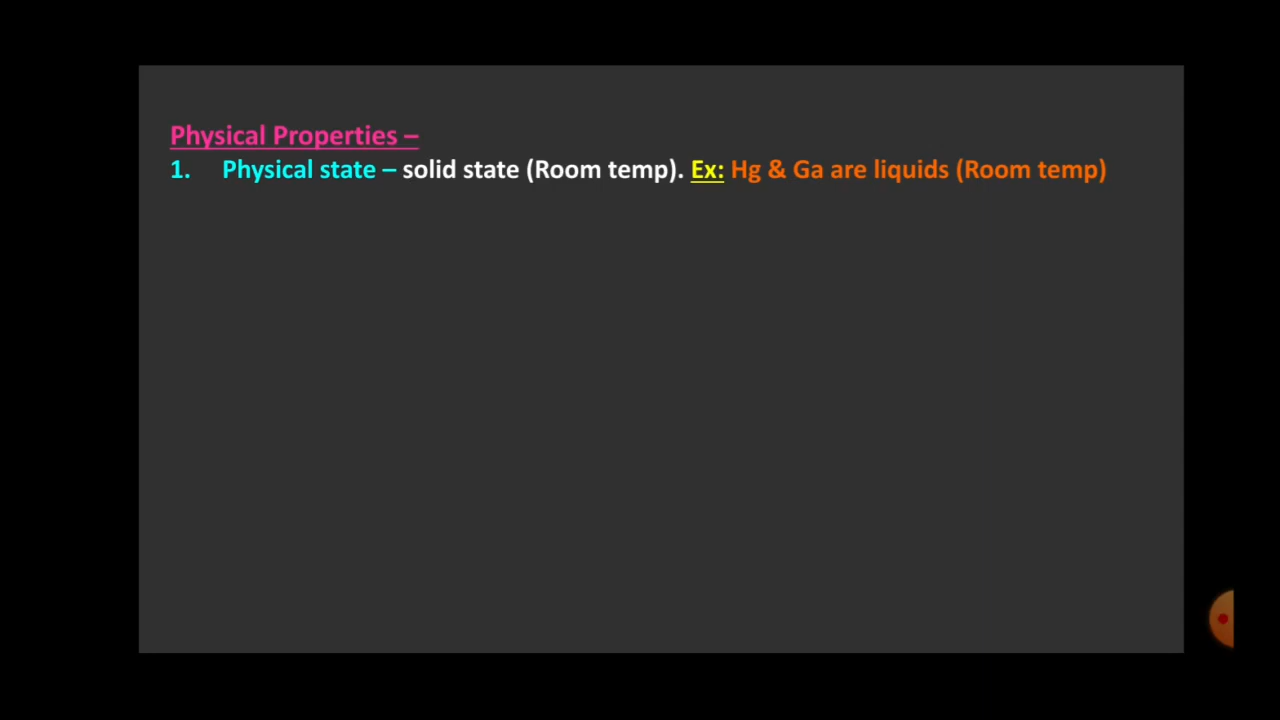 Physical Properties –
1. Physical state – solid state (Room temp). Ex: Hg & Ga are liquids (Room temp)